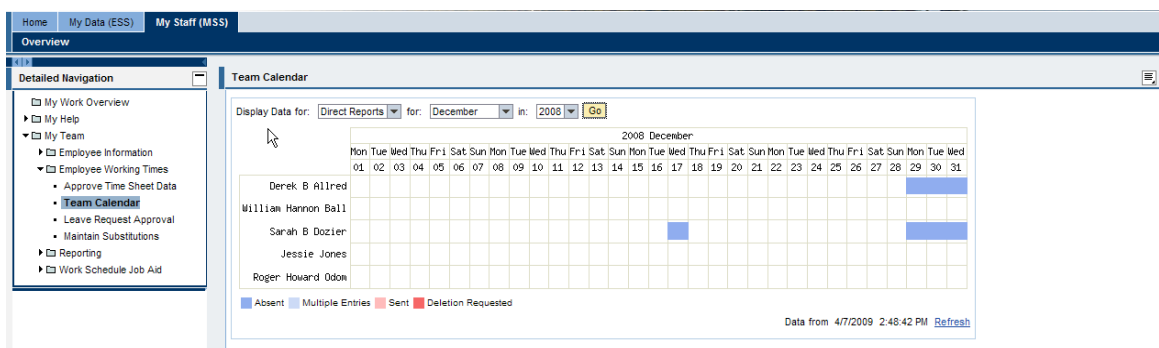 Home My Data (ESS) My Staff (MSS)
Overview
Detailed Navigation
My Work Overview
My Help
My Team
Employee Information
Employee Working Times
Approve Time Sheet Data
Team Calendar
Leave Request Approval
Maintain Substitutions
Reporting
Work Schedule Job Aid
Team Calendar
Display Data for: Direct Reports for: December in: 2008 Go
2008 December
Mon Tue Wed Thu Fri Sat Sun Mon Tue Wed Thu Fri Sat Sun Mon Tue Wed Thu Fri Sat Sun Mon Tue Wed Thu Fri Sat Sun Mon Tue Wed
01 02 03 04 05 06 07 08 09 10 11 12 13 14 15 16 17 18 19 20 21 22 23 24 25 26 27 28 29 30 31
Derek B Allred
William Hannon Ball
Sarah B Dozier
Jessie Jones
Roger Howard Odom
Absent Multiple Entries Sent Deletion Requested
Data from 4/7/2009 2:48:42 PM Refresh